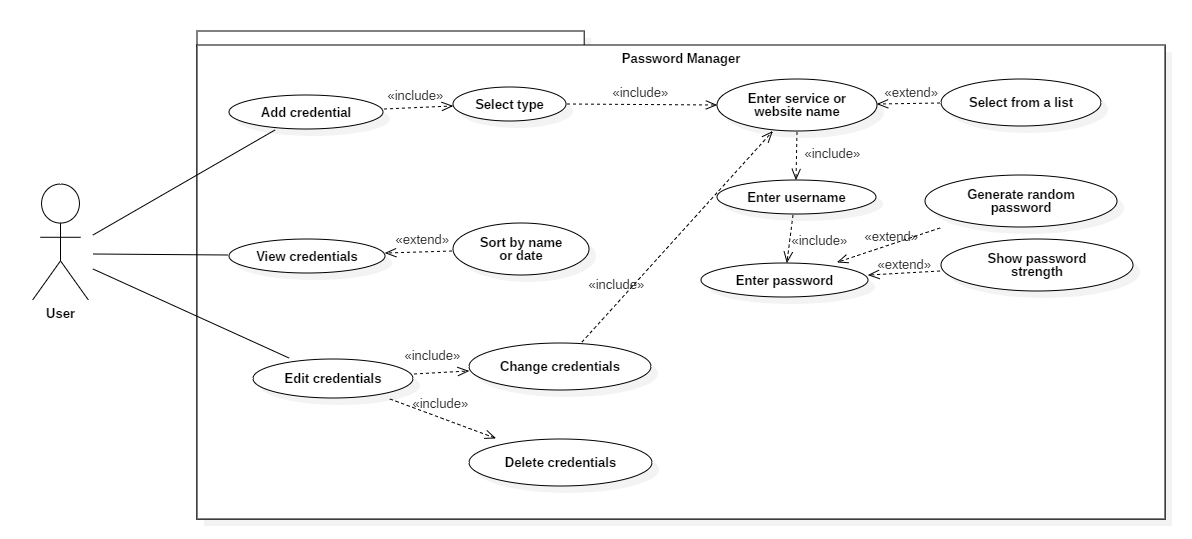 Password Manager
Add credential
«include»
Select type
«include»
Enter service or
website name
«extend»
Select from a list
«include»
Enter username
Generate random
password
«include»
«extend»
View credentials
«extend»
Sort by name
or date
Enter password
«extend»
Show password
strength
User
«include»
Edit credentials
«include»
Change credentials
«include»
Delete credentials